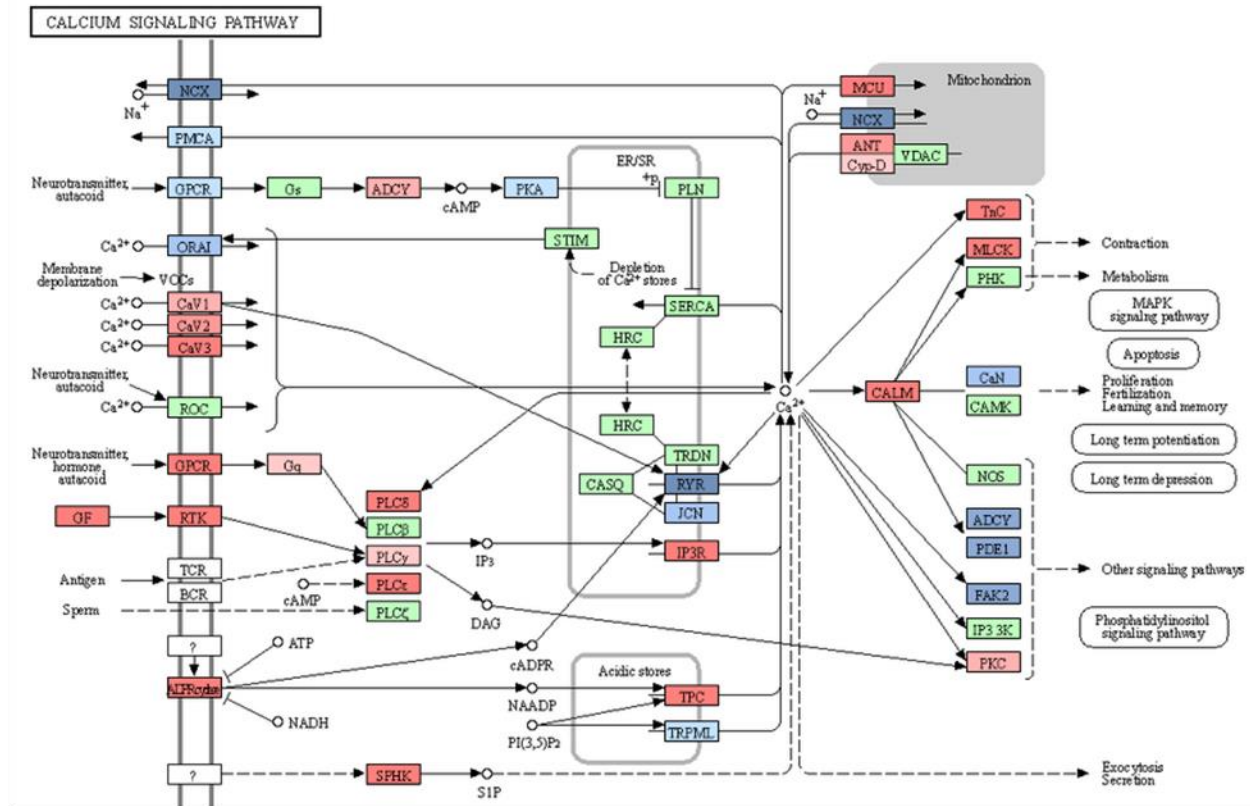 CALCIUM SIGNALING PATHWAY
NCX
Na+
PMCA
Neurotransmitter,
autacoid
GPCR
Gs
ADCY
cAMP
PKA
ER/SR
+p
PLN
MCU
Mitochondrion
Na+
NCX
ANT
Cyp-D
VDAC
Ca2+
ORAI
STIM
Depletion
of Ca2+ stores
Membrane
depolarization
VOCs
Ca2+
CaV1
Ca2+
CaV2
Ca2+
CaV3
SERCA
HRC
Neurotransmitter,
autacoid
Ca2+
ROC
HRC
TRDN
CASQ
RYR
JCN
IP3R
Neurotransmitter,
hormone,
autacoid
GPCR
Gq
GF
RTK
PLCδ
PLCβ
PLCγ
PLCε
PLCζ
IP3
DAG
cAMP
Antigen
TCR
BCR
Sperm
?
ATP
NADH
cADPR
NAADP
PI(3,5)P2
Acidic stores
TPC
TRPML
?
SPHK
S1P
Ca2+
CALM
TnC
MLCK
PHK
Contraction
Metabolism
MAPK
signaling pathway
Apoptosis
CaN
CAMK
Proliferation
Fertilization
Learning and memory
Long term potentiation
Long term depression
NOS
ADCY
PDE1
FAK2
IP3 3K
PKC
Other signaling pathways
Phosphatidylinositol
signaling pathway
Exocytosis
Secretion